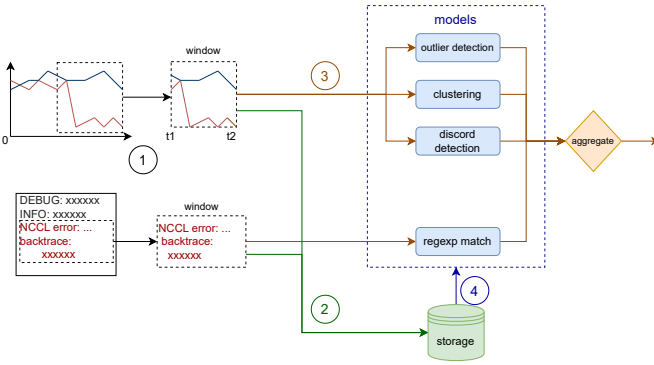 models
window
outlier detection
3
clustering
0
t1
t2
discord
detection
aggregate
1
DEBUG: xxxxxx
INFO: xxxxxx
NCCL error: ...
backtrace:
xxxxxx
window
NCCL error: ...
backtrace:
xxxxxx
regexp match
4
2
storage